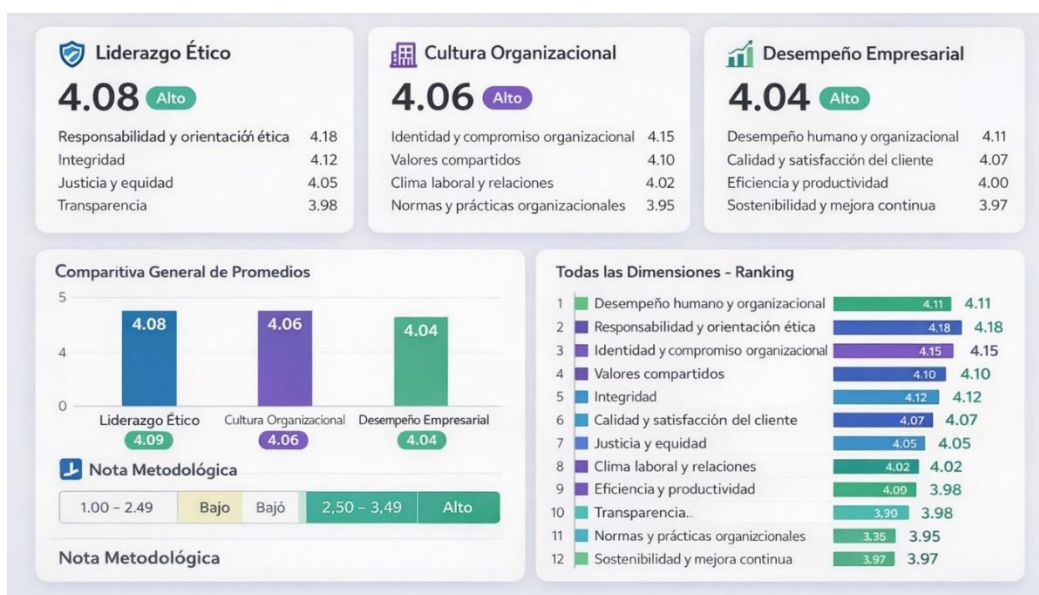 Liderazgo Ético
4.08 Alto
Responsabilidad y orientación ética 4.18
Integridad 4.12
Justicia y equidad 4.05
Transparencia 3.98
Cultura Organizacional
4.06 Alto
Identidad y compromiso organizacional 4.15
Valores compartidos 4.10
Clima laboral y relaciones 4.02
Normas y prácticas organizacionales 3.95
Desempeño Empresarial
4.04 Alto
Desempeño humano y organizacional 4.11
Calidad y satisfacción del cliente 4.07
Eficiencia y productividad 4.00
Sostenibilidad y mejora continua 3.97
Comparitiva General de Promedios
5
4.08 4.06 4.04
4
0
Liderazgo Ético Cultura Organizacional Desempeño Empresarial
4.09 4.06 4.04
Nota Metodológica
1.00 – 2.49 Bajo Bajó 2,50 – 3,49 Alto
Nota Metodológica
Todas las Dimensiones - Ranking
1 Desempeño humano y organizacional 4.11 4.11
2 Responsabilidad y orientación ética 4.18 4.18
3 Identidad y compromiso organizacional 4.15 4.15
4 Valores compartidos 4.10 4.10
5 Integridad 4.12 4.12
6 Calidad y satisfacción del cliente 4.07 4.07
7 Justicia y equidad 4.05 4.05
8 Clima laboral y relaciones 4.02 4.02
9 Eficiencia y productividad 4.09 3.98
10 Transparencia.. 3.90 3.98
11 Normas y prácticas organizcionales 3.36 3.95
12 Sostenibilidad y mejora continua 3.97 3.97